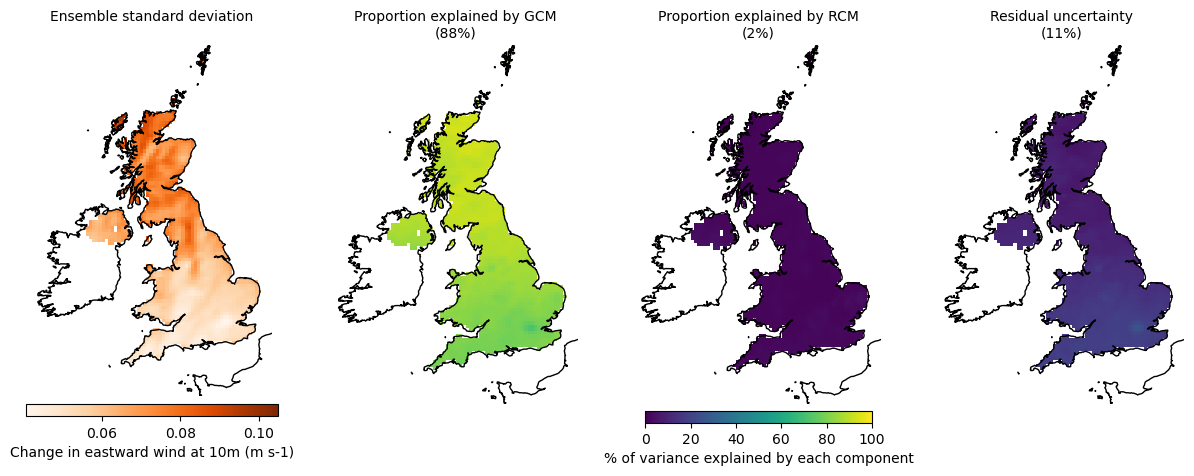 Ensemble standard deviation
Proportion explained by GCM
(88%)
Proportion explained by RCM
(2%)
Residual uncertainty
(11%)
0.06 0.08 0.10
Change in eastward wind at 10m (m s-1)
0 20 40 60 80 100
% of variance explained by each component